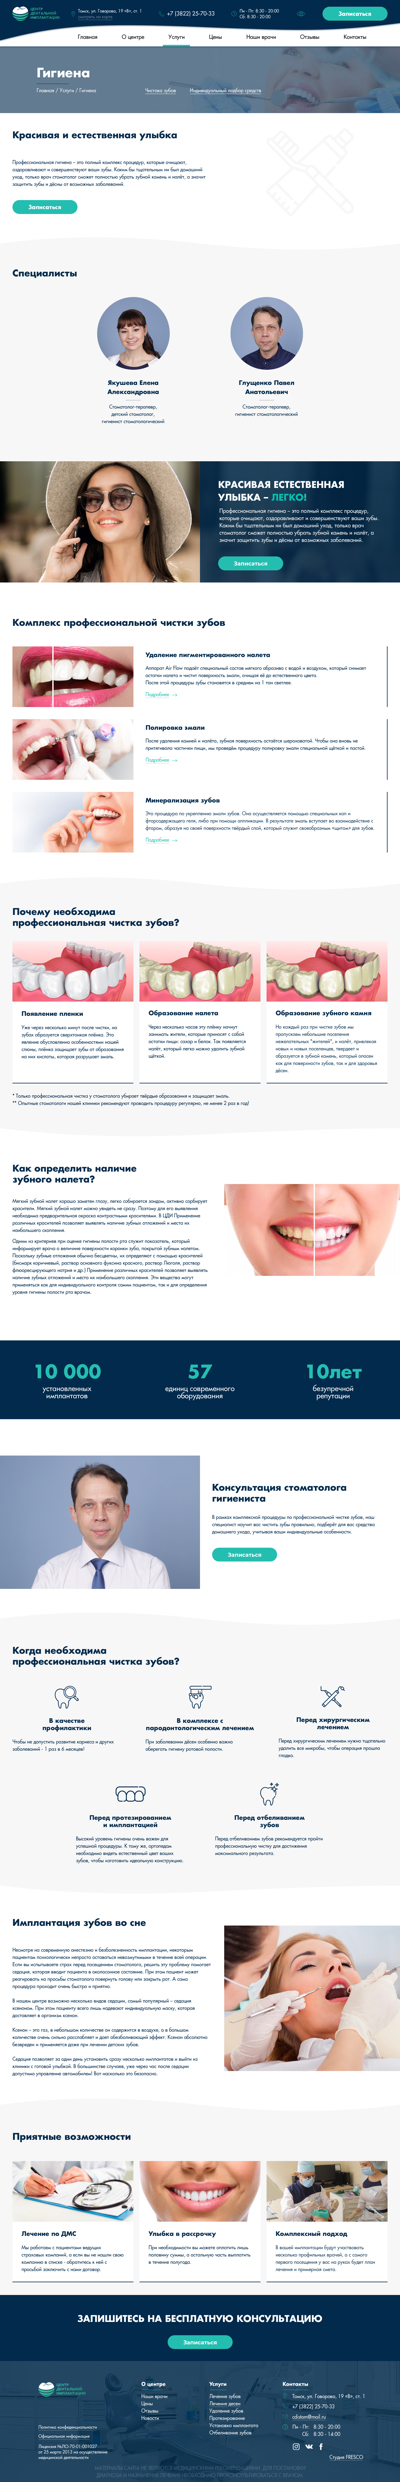 ЦЕНТР
ДЕНТАЛЬНОЙ
ИМПЛАНТАЦИИ
Томск, ул. Говорова, 19 «В», ст. 1
смотреть на карте
+7 (3822) 25-70-33
Пн - Пт: 8:30 - 20:00
Сб: 8:30 - 20:00
Записаться
Главная
О центре
Услуги
Цены
Наши врачи
Отзывы
Контакты
Гигиена
Главная / Услуги / Гигиена
Чистка зубов
Индивидуальный подбор средств
Красивая и естественная улыбка
Профессиональная гигиена – это полный комплекс процедур, которые очищают,
оздоравливают и совершенствуют ваши зубы. Каким бы тщательным ни был домашний
уход, только врач стоматолог сможет полностью убрать зубной камень и налёт, а значит
защитить зубы и дёсны от возможных заболеваний.
Записаться
Специалисты
Якушева Елена
Александровна
Стоматолог-терапевт,
детский стоматолог,
гигиенист стоматологический
Глущенко Павел
Анатольевич
Стоматолог-терапевт,
гигиенист стоматологический
КРАСИВАЯ ЕСТЕСТВЕННАЯ
УЛЫБКА – ЛЕГКО!
Профессиональная гигиена – это полный комплекс процедур,
которые очищают, оздоравливают и совершенствуют ваши зубы.
Каким бы тщательным ни был домашний уход, только врач
стоматолог сможет полностью убрать зубной камень и налёт, а
значит защитить зубы и дёсны от возможных заболеваний.
Записаться
Комплекс профессиональной чистки зубов
Удаление пигментированного налета
Аппарат Air Flow подаёт специальный состав мягкого абразива с водой и воздухом, который снимает
остатки налета и чистит поверхность эмали, очищая её до естественного цвета.
После этой процедуры зубы становятся в среднем на 1 тон светлее.
Подробнее →
Полировка эмали
После удаления камней и налёта, зубная поверхность остаётся шероховатой. Чтобы она вновь не
притягивала частички пищи, мы проведём процедуру полировку эмали специальной щёткой и пастой.
Подробнее →
Минерализация зубов
Это процедура по укреплению эмали зубов. Она осуществляется помощью специальных кап и
фторсодержащего геля, либо при помощи аппликации. В результате эмаль вступает во взаимодействие с
фтором, образуя на своей поверхности твёрдый слой, который служит своеобразным «щитом» для зубов.
Подробнее →
Почему необходима
профессиональная чистка зубов?
Появление пленки
Уже через несколько минут после чистки, на
зубах образуется сверхтонкая плёнка. Это
явление обусловленно особенностями нашей
слюны, плёнка защищает зубы от образования
на них кислоты, которая разрушает эмаль.
Образование налета
Через несколько часов эту плёнку начнут
занимать жители, которые приносят с собой
остатки пищи: сахар и белок. Так появляется
налёт, который легко можно удалить зубной
щёткой.
Образование зубного камня
Но каждый раз при чистке зубов мы
пропускаем небольшие поселения
нежелательных "жителей", и налёт, привлекая
новых и новых поселенцев, твердеет и
образуется в зубной камень, который опасен
как для поверхности зубов, так и для здоровья
дёсен.
* Только профессиональная чистка у стоматолога убирает твёрдые образования и защищает эмаль.
** Опытные стоматологи нашей клиники рекомендуют проводить процедуру регулярно, не менее 2 раз в год!
Как определить наличие
зубного налета?
Мягкий зубной налет хорошо заметен глазу, легко собирается зондом, активно сорбирует
красители. Мягкий зубной налет можно увидеть не сразу. Поэтому для его выявления
необходима предварительная окраска контрастными красителями. В ЦДИ Применение
различных красителей позволяет выявлять наличие зубных отложений и места их
наибольшего скопления.
Одним из критериев при оценке гигиены полости рта служит показатель, который
информирует врача о величине поверхности коронки зуба, покрытой зубным налетом.
Поскольку зубные отложения обычно бесцветны, их определяют с помощью красителей
(бисмарк коричневый, раствор основного фуксина красного, раствор Люголя, раствор
флюоресцирующего натрия и др.) Применение различных красителей позволяет выявлять
наличие зубных отложений и места их наибольшего скопления. Эти вещества могут
применяться как для индивидуального контроля самим пациентом, так и для определения
уровня гигиены полости рта врачом.
10 000
установленных
имплантатов
57
единиц современного
оборудования
10лет
безупречной
репутации
Консультация стоматолога
гигиениста
В рамках комплексной процедуры по профессиональной чистке зубов, наш
специалист научит вас чистить зубы правильно, подберёт для вас средства
домашнего ухода, учитывая ваши индивидуальные особенности.
Записаться
Когда необходима
профессиональная чистка зубов?
В качестве
профилактики
Чтобы не допустить развитие кариеса и других
заболеваний - 1 раз в 6 месяцев!
В комплексе с
пародонтологическим лечением
При заболевании дёсен особенно важно
оберегать гигиену ротовой полости.
Перед хирургическим
лечением
Перед хирургическим лечением нужно тщательно
удалить все микробы, чтобы операция прошла
гладко.
Перед протезированием
и имплантацией
Высокий уровень гигиены очень важен для
успешной процедуры. К тому же, ортопедам
необходимо видеть естественный цвет ваших
зубов, чтобы изготовить идеальную конструкцию.
Перед отбеливанием
зубов
Перед отбеливанием зубов рекомендуется пройти
профессиональную чистку для достижения
максимального результата.
Имплантация зубов во сне
Несмотря на современную анестезию и безболезненность имплантации, некоторым
пациентам психологически непросто оставаться невозмутимыми в течение всей операции.
Если вы испытываете страх перед посещением стоматолога, решить эту проблему помогает
седация, которая вводит пациента в околосонное состояние. При этом пациент может
реагировать на просьбы стоматолога повернуть голову или закрыть рот. А сама
процедура проходит очень быстро и приятно.
В нашем центре возможно несколько видов седации, самый популярный – седация
ксеноном. При этом пациенту всего лишь надевают индивидуальную маску, которая
доставляет в организм ксенон.
Ксенон – это газ, в небольшом количестве он содержится в воздухе, а в большом
количестве очень сильно расслабляет и дает обезболивающий эффект. Ксенон абсолютно
безвреден и применяется даже при лечении детских зубов.
Седация позволяет за один день установить сразу несколько имплантатов и выйти из
клиники с готовой улыбкой. В большинстве случаев, уже через час после седации
допустимо управление автомобилем! Вот насколько это безопасно.
Приятные возможности
Лечение по ДМС
Мы работаем с пациентами ведущих
страховых компаний, а если вы не нашли свою
компанию в списке - обратитесь к ней с
просьбой заключить с нами договор.
Улыбка в рассрочку
При необходимости вы можете оплатить лишь
половину суммы, а остальную часть выплатить
в течение полугода.
Комплексный подход
В вашей имплантации будут участвовать
несколько профильных врачей, а с самого
первого посещения у вас на руках будет план
лечения и примерная смета.
ЗАПИШИТЕСЬ НА БЕСПЛАТНУЮ КОНСУЛЬТАЦИЮ
Записаться
ЦЕНТР
ДЕНТАЛЬНОЙ
ИМПЛАНТАЦИИ
Политика конфиденциальности
Официальная информация
Лицензия №ЛО-70-01-001037
от 25 марта 2013 на осуществление
медицинской деятельности
О центре
Наши врачи
Цены
Отзывы
Новости
Услуги
Лечение зубов
Лечение десен
Удаление зубов
Протезирование
Установка импланта
Отбеливание зубов
Контакты
Томск, ул. Говорова, 19 «В», ст. 1
+7 (3822) 25-70-33
cditom@mail.ru
Пн - Пт: 8:30 - 20:00
Сб: 8:30 - 14:00
Студия FRESCO